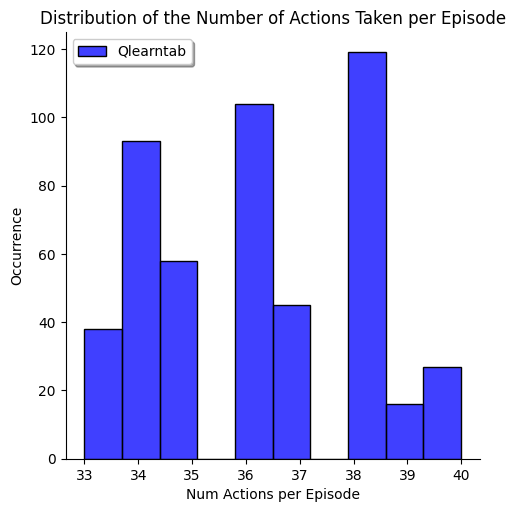 Distribution of the Number of Actions Taken per Episode
Qlearntab
120
100
80
60
40
20
0
Occurrence
33 34 35 36 37 38 39 40
Num Actions per Episode